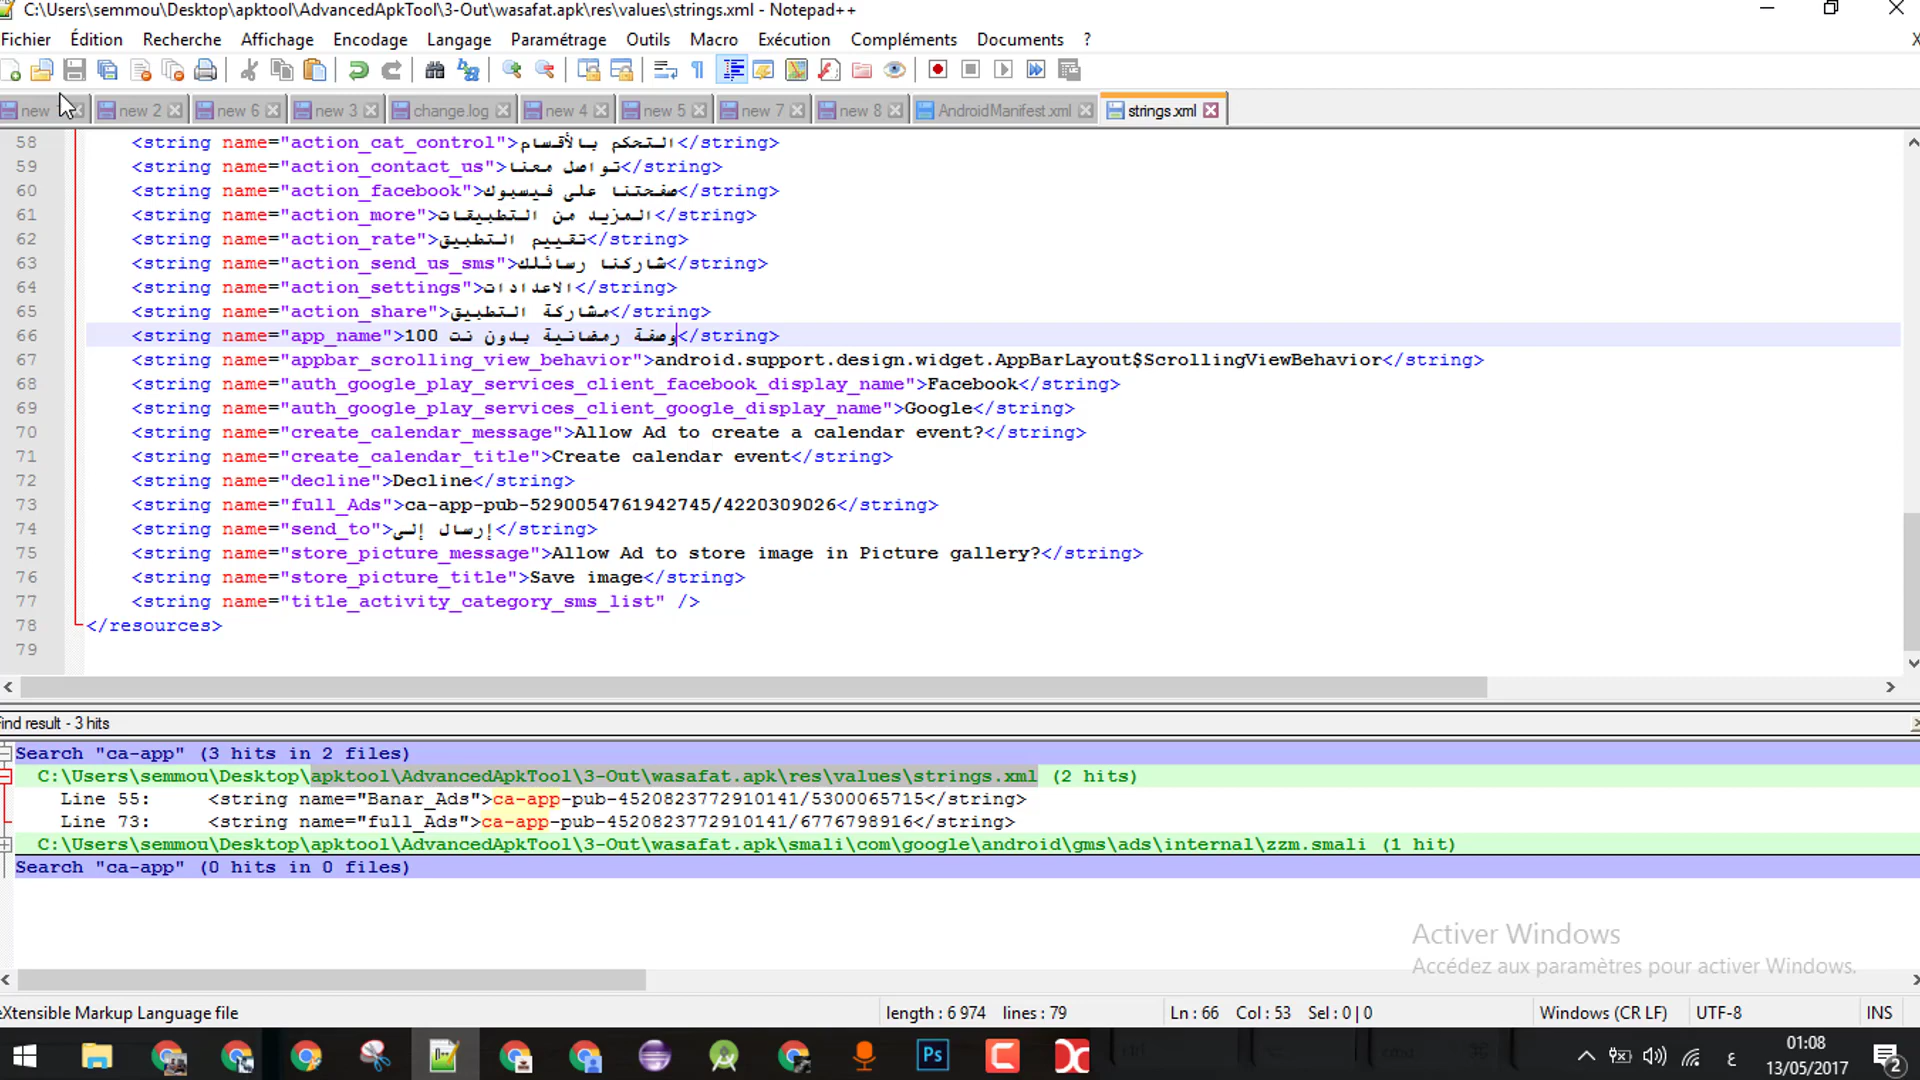 C:\Users\semmou\Desktop\apktool\AdvancedApkTool\3-Out\wasafat.apk\res\values\strings.xml - Notepad++
Fichier Édition Recherche Affichage Encodage Langage Paramétrage Outils Macro Exécution Compléments Documents ? X
new new 2 new 6 new 3 change.log new 4 new 5 new 7 new 8 AndroidManifest.xml strings.xml
58 <string name="action_cat_control">التحكم بالأقسام</string>
59 <string name="action_contact_us">تواصل معنا</string>
60 <string name="action_facebook">صفحتنا على فيسبوك</string>
61 <string name="action_more">المزيد من التطبيقات</string>
62 <string name="action_rate">تقييم التطبيق</string>
63 <string name="action_send_us_sms">شاركنا رسائلك</string>
64 <string name="action_settings">الاعدادات</string>
65 <string name="action_share">مشاركة التطبيق</string>
66 <string name="app_name">100 وصفة رمضانية بدون نت</string>
67 <string name="appbar_scrolling_view_behavior">android.support.design.widget.AppBarLayout$ScrollingViewBehavior</string>
68 <string name="auth_google_play_services_client_facebook_display_name">Facebook</string>
69 <string name="auth_google_play_services_client_google_display_name">Google</string>
70 <string name="create_calendar_message">Allow Ad to create a calendar event?</string>
71 <string name="create_calendar_title">Create calendar event</string>
72 <string name="decline">Decline</string>
73 <string name="full_Ads">ca-app-pub-5290054761942745/4220309026</string>
74 <string name="send_to">إرسال إلى</string>
75 <string name="store_picture_message">Allow Ad to store image in Picture gallery?</string>
76 <string name="store_picture_title">Save image</string>
77 <string name="title_activity_category_sms_list" />
78 </resources>
79
ind result - 3 hits
Search "ca-app" (3 hits in 2 files)
C:\Users\semmou\Desktop\apktool\AdvancedApkTool\3-Out\wasafat.apk\res\values\strings.xml (2 hits)
Line 55: <string name="Banar_Ads">ca-app-pub-4520823772910141/5300065715</string>
Line 73: <string name="full_Ads">ca-app-pub-4520823772910141/6776798916</string>
C:\Users\semmou\Desktop\apktool\AdvancedApkTool\3-Out\wasafat.apk\smali\com\google\android\gms\ads\internal\zzm.smali (1 hit)
Search "ca-app" (0 hits in 0 files)
Activer Windows
Accédez aux paramètres pour activer Windows.
eXtensible Markup Language file length : 6 974 lines : 79 Ln : 66 Col : 53 Sel : 0 | 0 Windows (CR LF) UTF-8 INS
Ps ع 01:08 2
13/05/2017